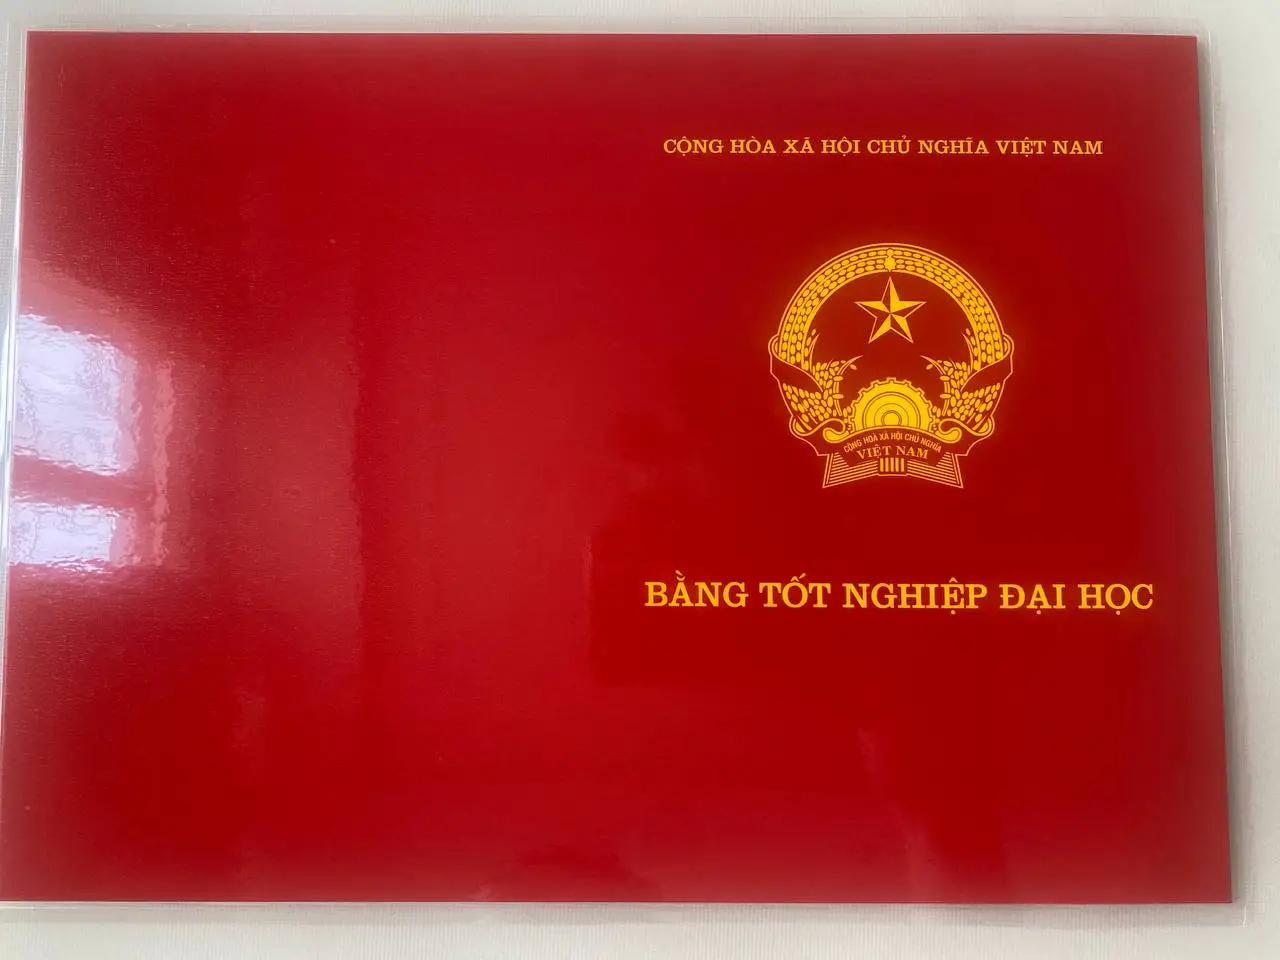 CỘNG HÒA XÃ HỘI CHỦ NGHĨA VIỆT NAM
CỘNG HOÀ XÃ HỘI CHỦ NGHĨA
VIỆT NAM
BẰNG TỐT NGHIỆP ĐẠI HỌC